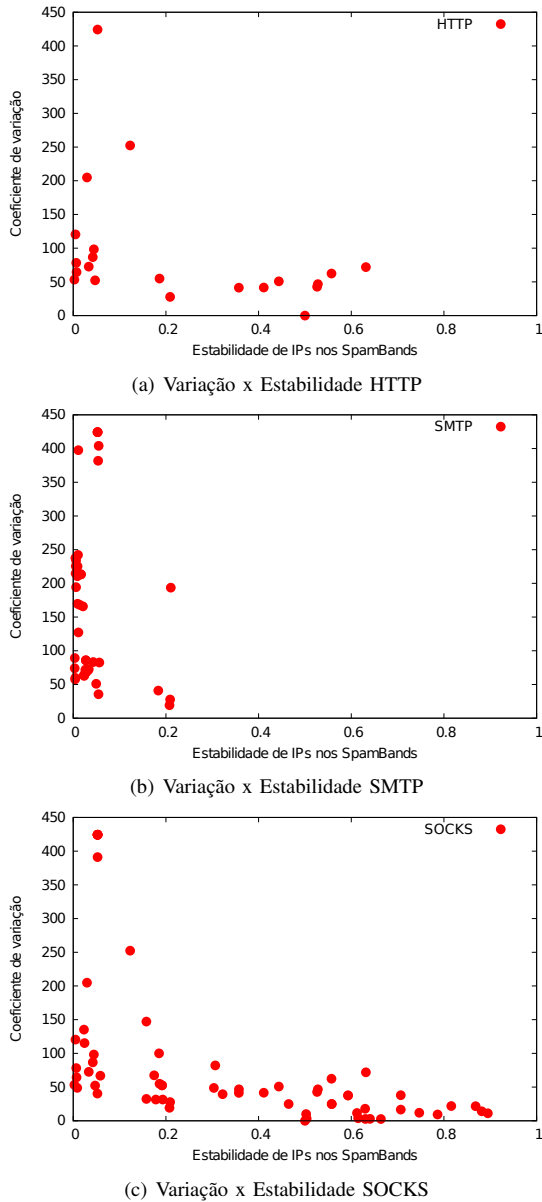 450
400
350
300
250
200
150
100
50
0
Coeficiente de variação
HTTP
0 0.2 0.4 0.6 0.8 1
Estabilidade de IPs nos SpamBands
(a) Variação x Estabilidade HTTP
450
400
350
300
250
200
150
100
50
0
Coeficiente de variação
SMTP
0 0.2 0.4 0.6 0.8 1
Estabilidade de IPs nos SpamBands
(b) Variação x Estabilidade SMTP
450
400
350
300
250
200
150
100
50
0
Coeficiente de variação
SOCKS
0 0.2 0.4 0.6 0.8 1
Estabilidade de IPs nos SpamBands
(c) Variação x Estabilidade SOCKS